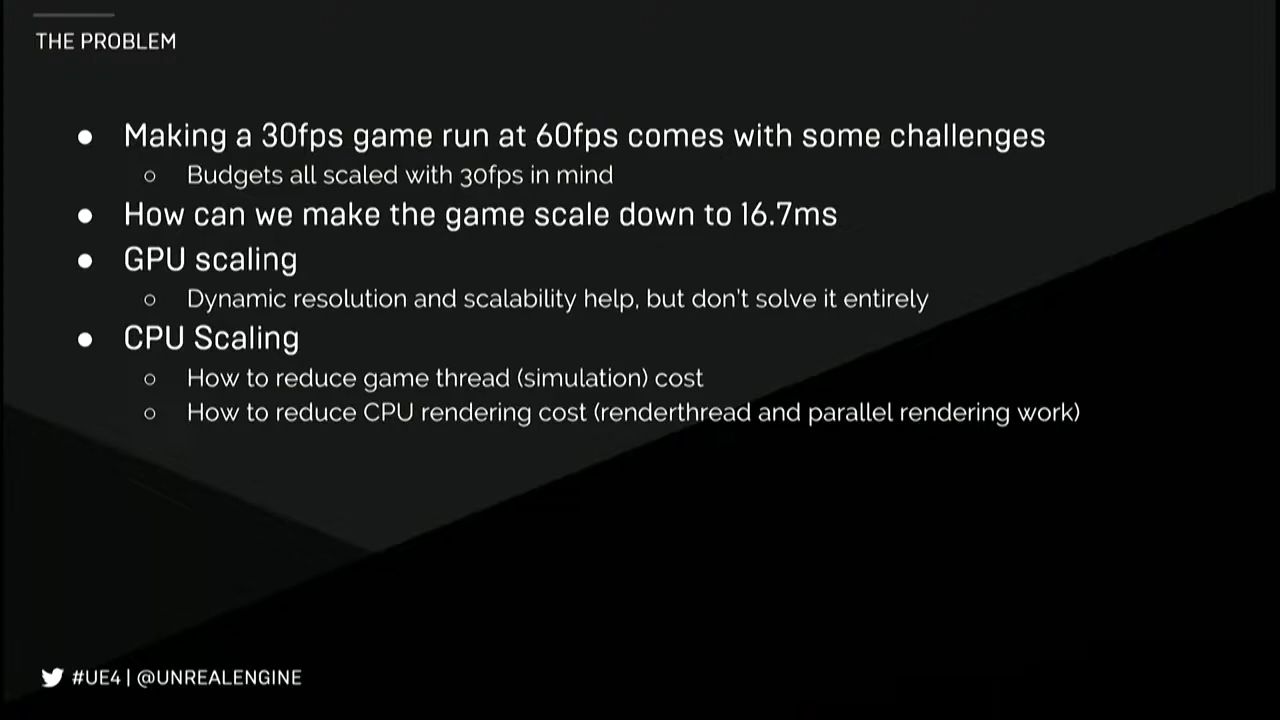 THE PROBLEM
● Making a 30fps game run at 60fps comes with some challenges
○ Budgets all scaled with 30fps in mind
● How can we make the game scale down to 16.7ms
● GPU scaling
○ Dynamic resolution and scalability help, but don't solve it entirely
● CPU Scaling
○ How to reduce game thread (simulation) cost
○ How to reduce CPU rendering cost (renderthread and parallel rendering work)
#UE4 | @UNREALENGINE